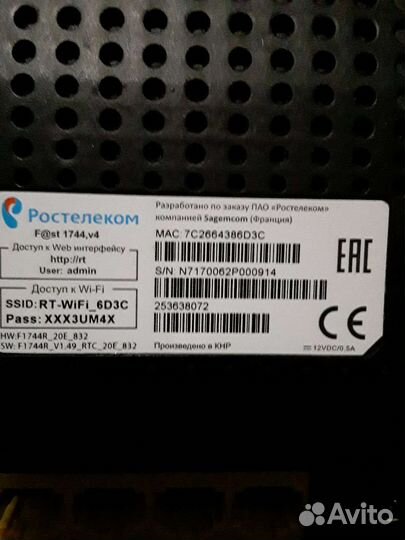 Ростелеком
F@st 1744,v4
Доступ к Web интерфейсу
http://rt
User: admin
Доступ к Wi-Fi
SSID: RT-WiFi_6D3C
Pass: XXX3UM4X
HW:F1744R_20E_832
SW: F1744R_V1.49_RTC_20E_832
Разработано по заказу ПАО «Ростелеком»
компанией Sagemcom (Франция)
MAC: 7C2664386D3C
S/N: N7170062P000914
253638072
Произведено в КНР
EAC
CE
12VDC/0.5A
Avito